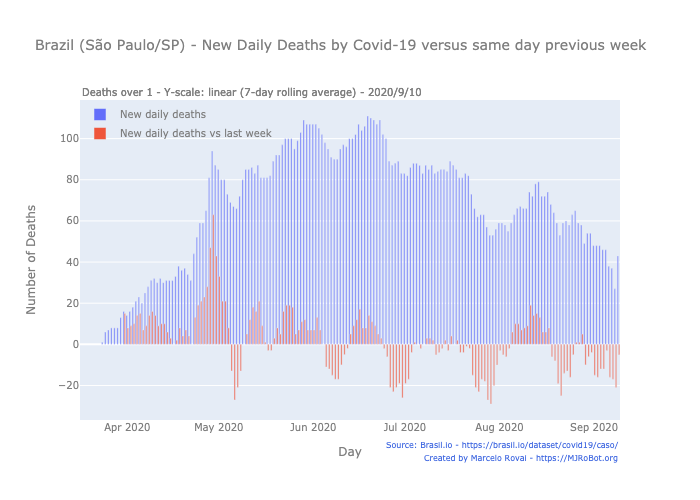 Brazil (São Paulo/SP) - New Daily Deaths by Covid-19 versus same day previous week
Deaths over 1 - Y-scale: linear (7-day rolling average) - 2020/9/10
New daily deaths
New daily deaths vs last week
Number of Deaths
100
80
60
40
20
0
−20
Apr 2020 May 2020 Jun 2020 Jul 2020 Aug 2020 Sep 2020
Day
Source: Brasil.io - https://brasil.io/dataset/covid19/caso/
Created by Marcelo Rovai - https://MJRoBot.org